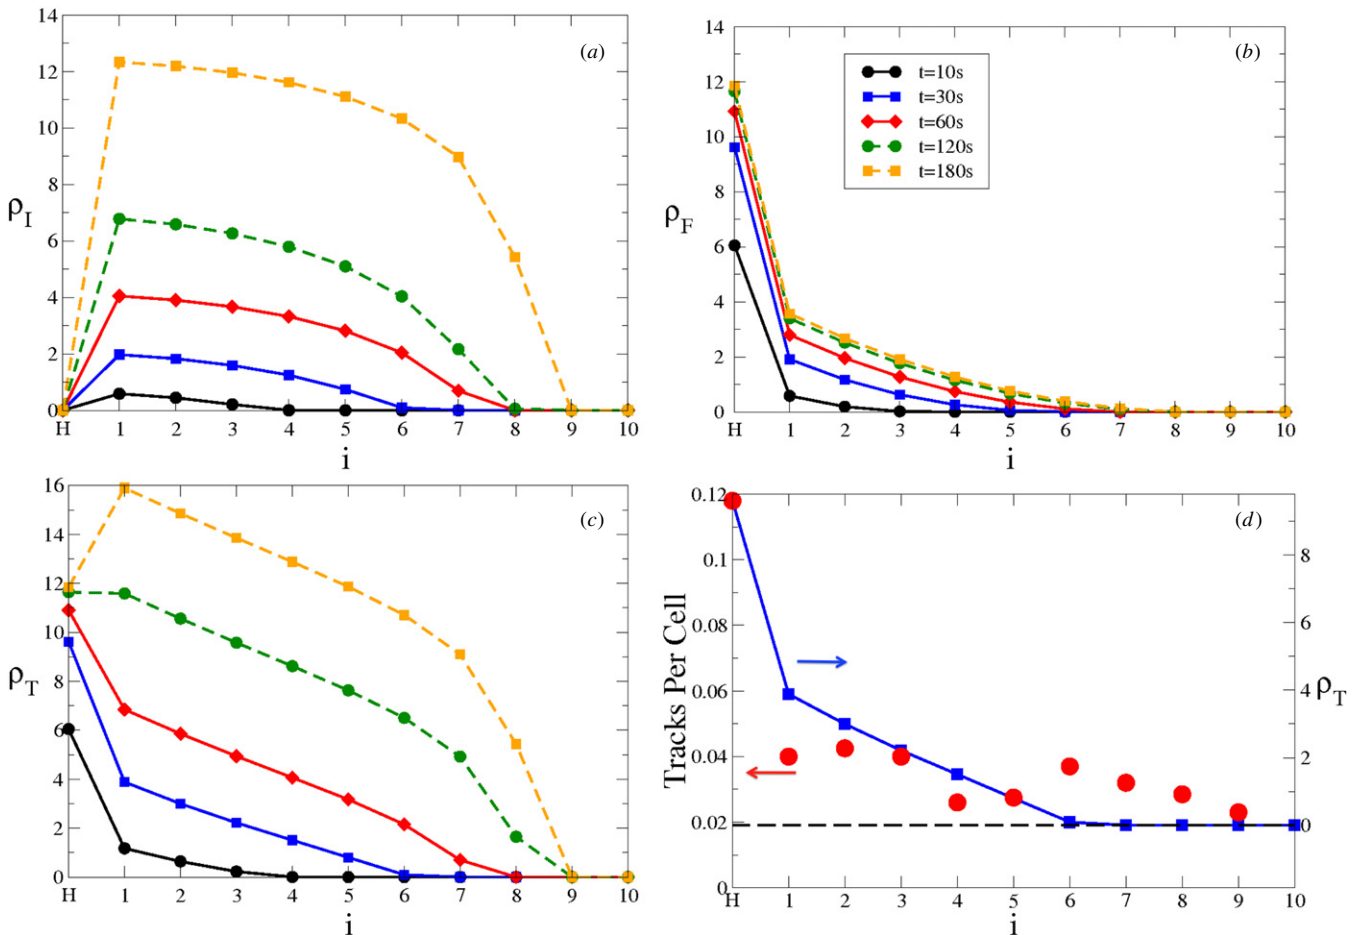 14
12
10
8
6
4
2
0
ρI
(a)
H 1 2 3 4 5 6 7 8 9 10
i
14
12
10
8
6
4
2
0
ρF
(b)
t=10s
t=30s
t=60s
t=120s
t=180s
H 1 2 3 4 5 6 7 8 9 10
i
16
14
12
10
8
6
4
2
0
ρT
(c)
H 1 2 3 4 5 6 7 8 9 10
i
0.12
0.1
0.08
0.06
0.04
0.02
0
Tracks Per Cell
(d)
8
6
4
2
0
ρT
H 1 2 3 4 5 6 7 8 9 10
i